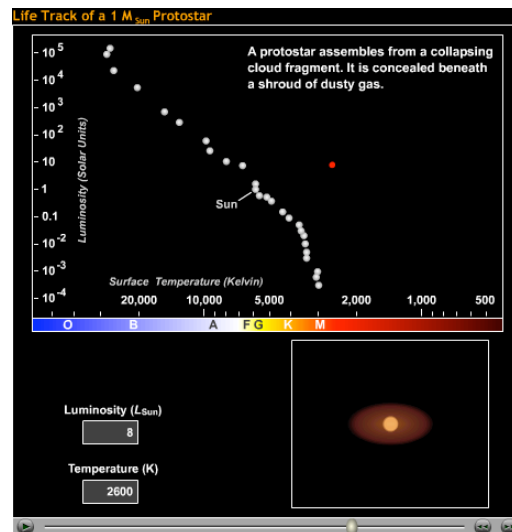 Life Track of a 1 M Sun Protostar
A protostar assembles from a collapsing
cloud fragment. It is concealed beneath
a shroud of dusty gas.
10 5
10 4
10 3
10 2
10
1
0.1
10 -2
10 -3
10 -4
Luminosity (Solar Units)
Sun
Surface Temperature (Kelvin)
20,000 10,000 5,000 2,000 1,000 500
O B A F G K M
Luminosity (LSun)
8
Temperature (K)
2600